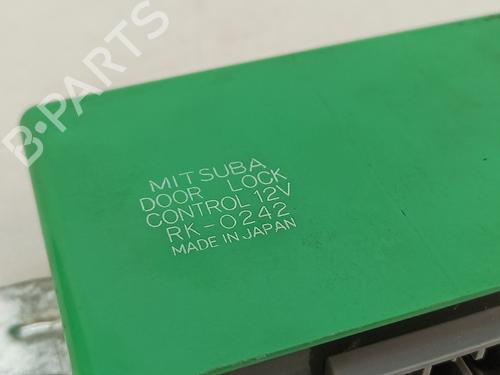 B-PARTS
MITSUBA
DOOR LOCK
CONTROL 12V
RK-0242
MADE IN JAPAN